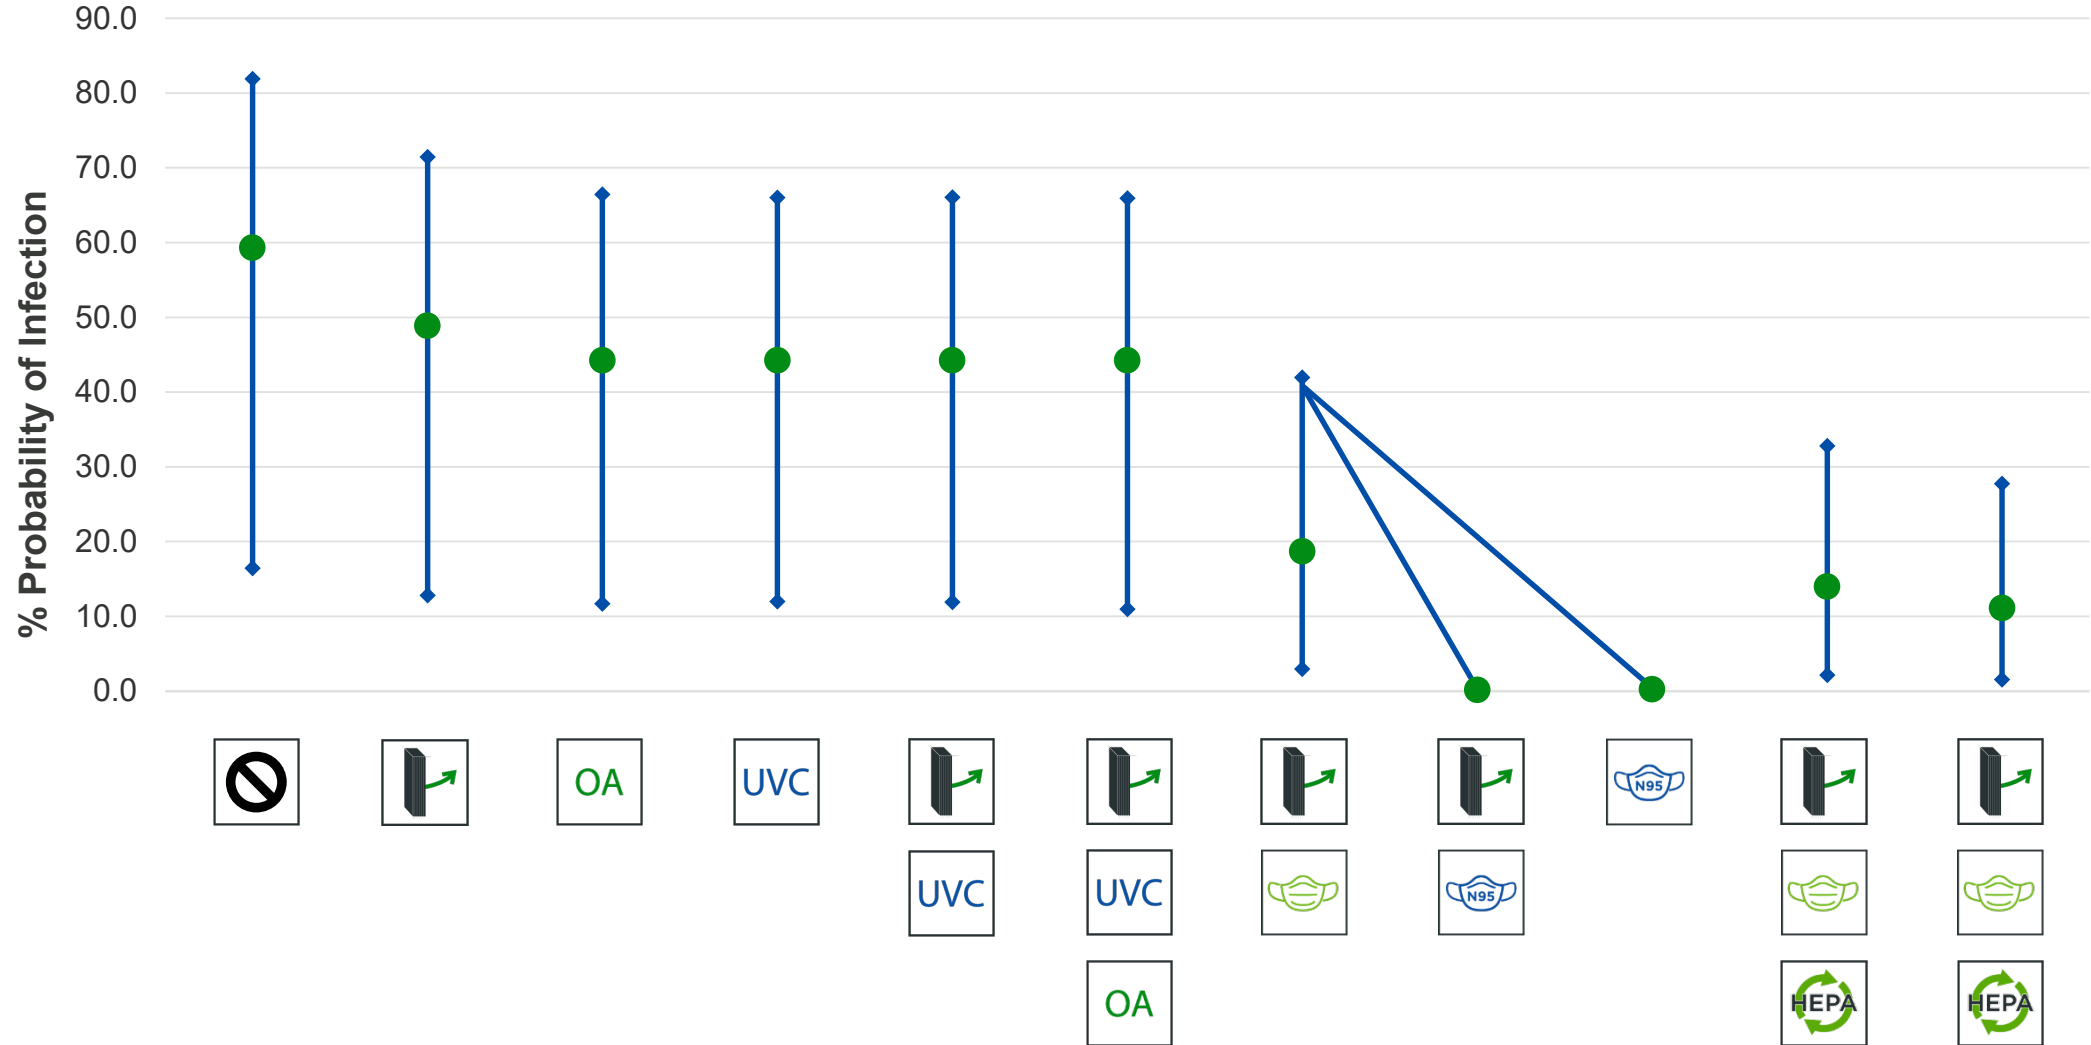 % Probability of Infection
90.0
80.0
70.0
60.0
50.0
40.0
30.0
20.0
10.0
0.0
OA
UVC
N95
UVC
UVC
N95
OA
HEPA
HEPA